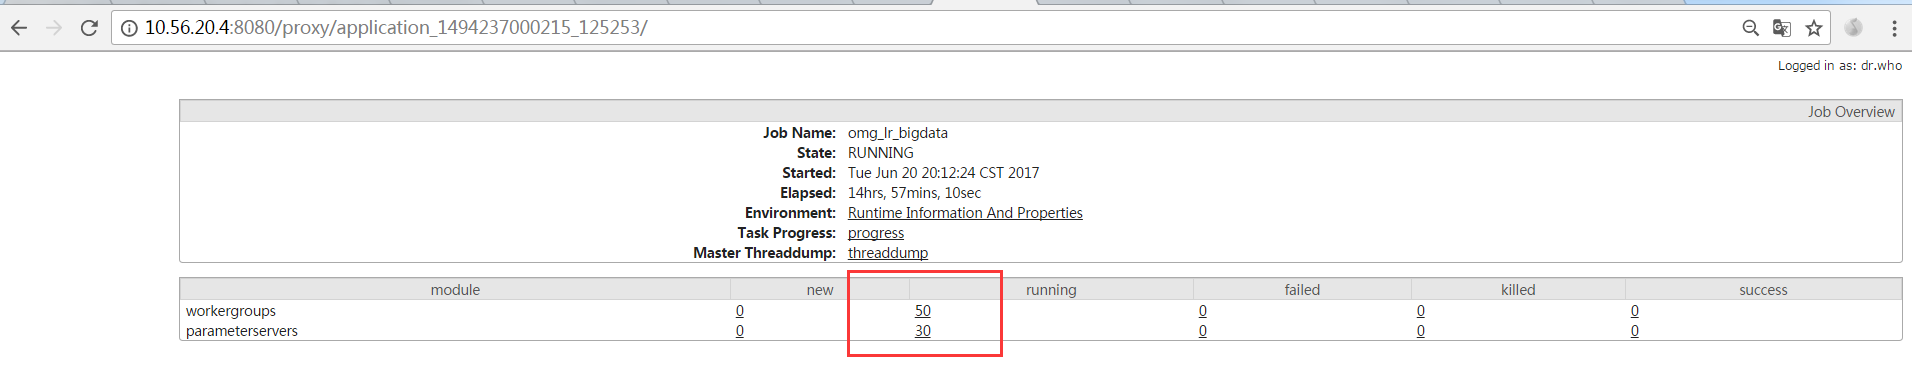 10.56.20.4:8080/proxy/application_1494237000215_125253/
Logged in as: dr.who
Job Overview
Job Name: omg_lr_bigdata
State: RUNNING
Started: Tue Jun 20 20:12:24 CST 2017
Elapsed: 14hrs, 57mins, 10sec
Environment: Runtime Information And Properties
Task Progress: progress
Master Threaddump: threaddump
module new running failed killed success
workergroups 0 50 0 0 0
parameterservers 0 30 0 0 0